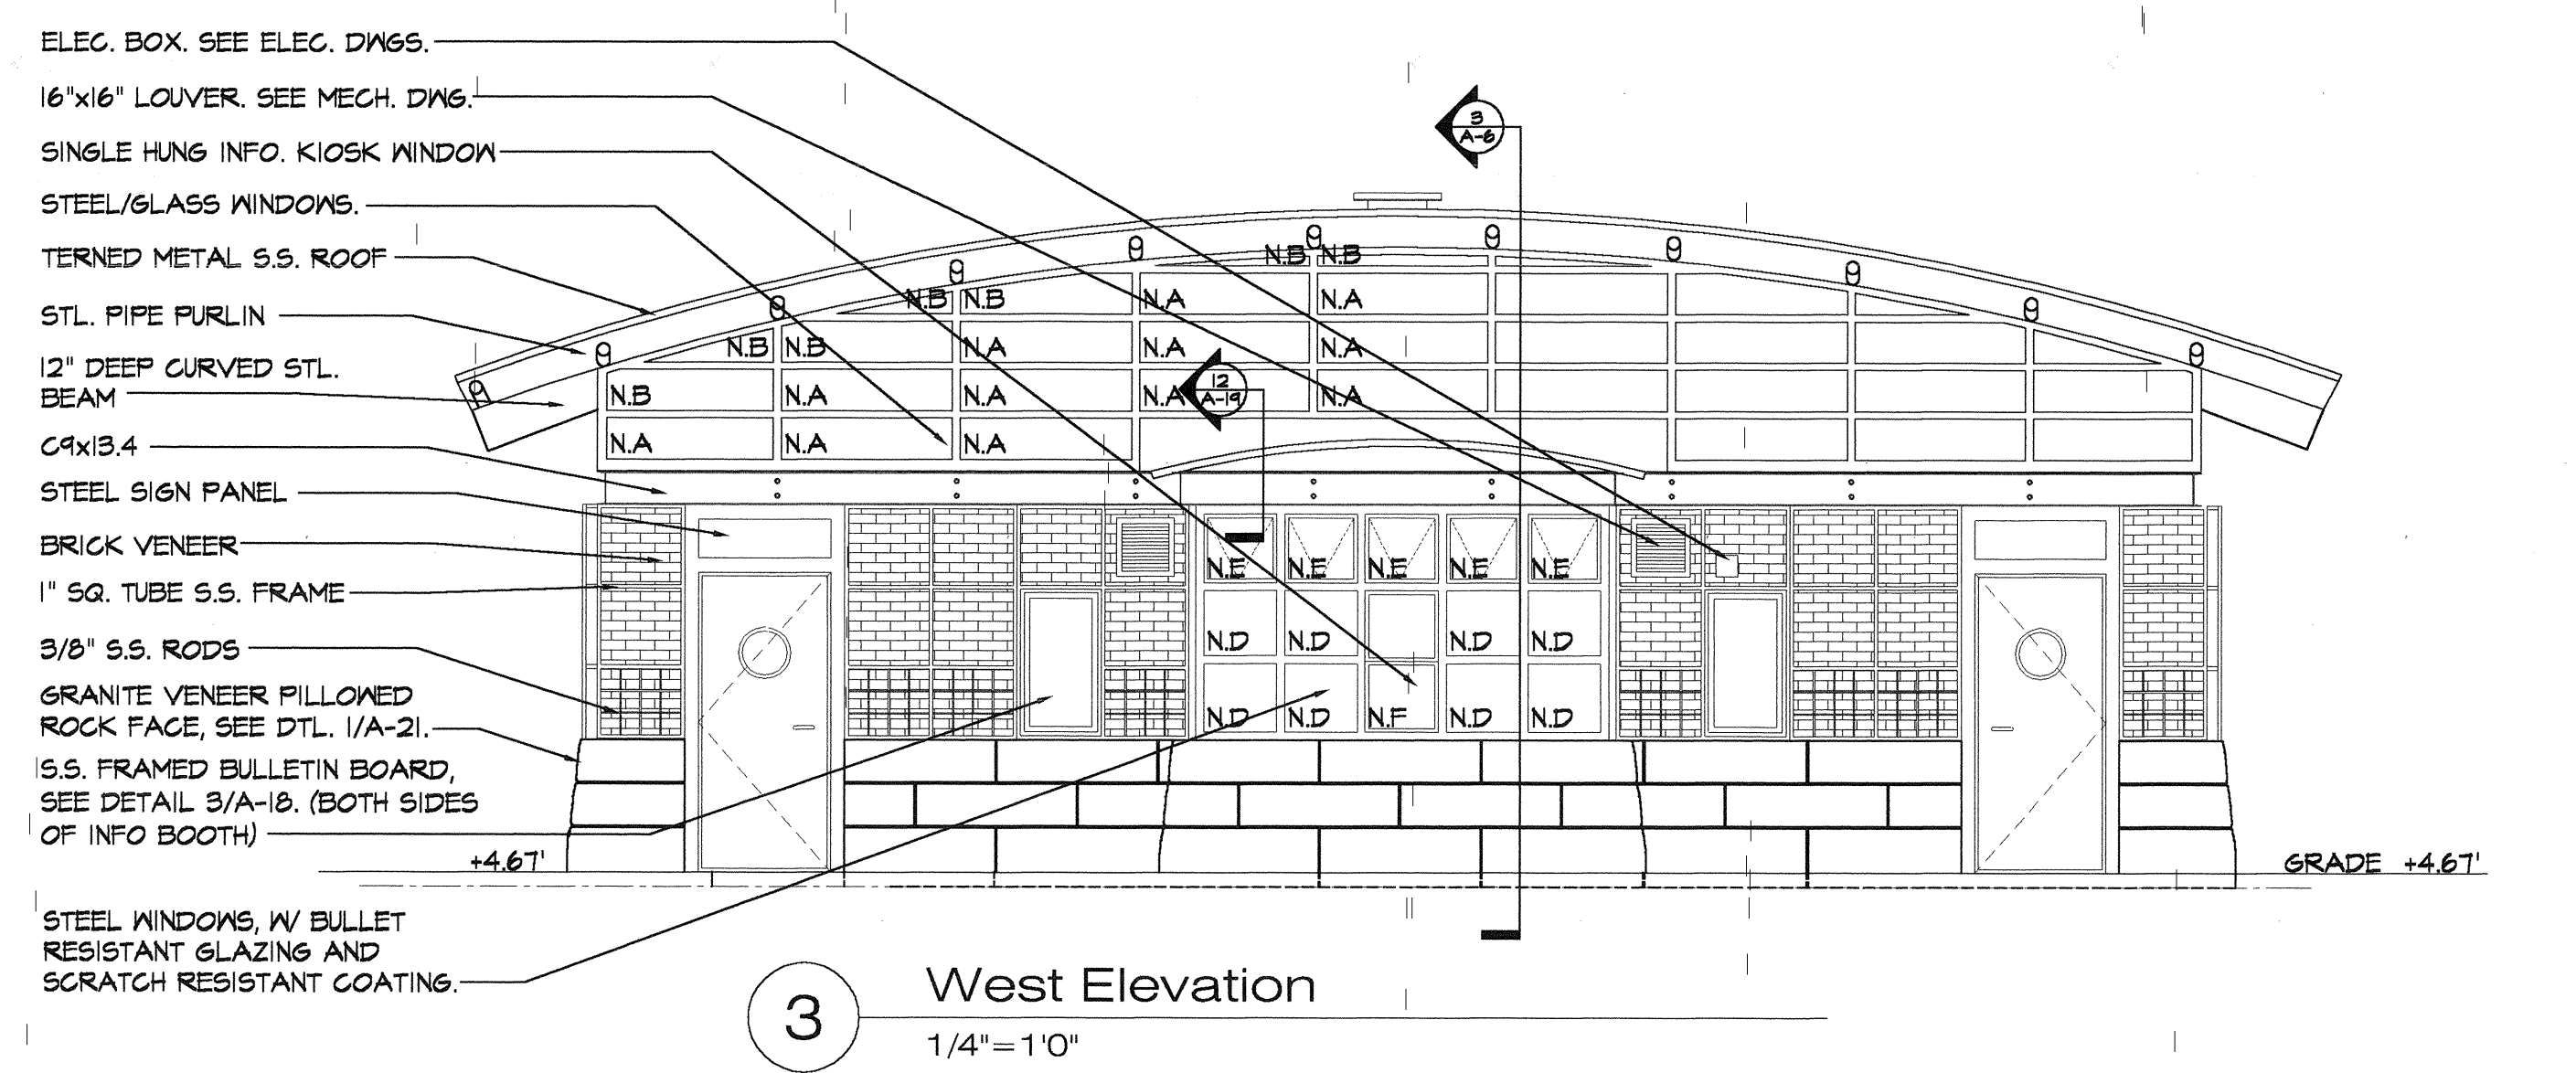 ELEC. BOX. SEE ELEC. DWGS.
16"x16" LOUVER. SEE MECH. DWG.
SINGLE HUNG INFO. KIOSK WINDOW
STEEL/GLASS WINDOWS.
TERNED METAL S.S. ROOF
STL. PIPE PURLIN
12" DEEP CURVED STL.
BEAM
C9x13.4
STEEL SIGN PANEL
BRICK VENEER
1" SQ. TUBE S.S. FRAME
3/8" S.S. RODS
GRANITE VENEER PILLOWED
ROCK FACE, SEE DTL. 1/A-21.
S.S. FRAMED BULLETIN BOARD,
SEE DETAIL 3/A-18. (BOTH SIDES
OF INFO BOOTH)
+4.67'
STEEL WINDOWS, W/ BULLET
RESISTANT GLAZING AND
SCRATCH RESISTANT COATING.
3
A-6
N.B N.B
N.B N.B N.A N.A
N.B N.B N.A N.A N.A
N.B N.A N.A N.A N.A
12
A-19
N.A N.A N.A
N.E N.E N.E N.E N.E
N.D N.D N.D N.D
N.D N.D N.F N.D N.D
GRADE +4.67'
3
West Elevation
1/4"=1'0"